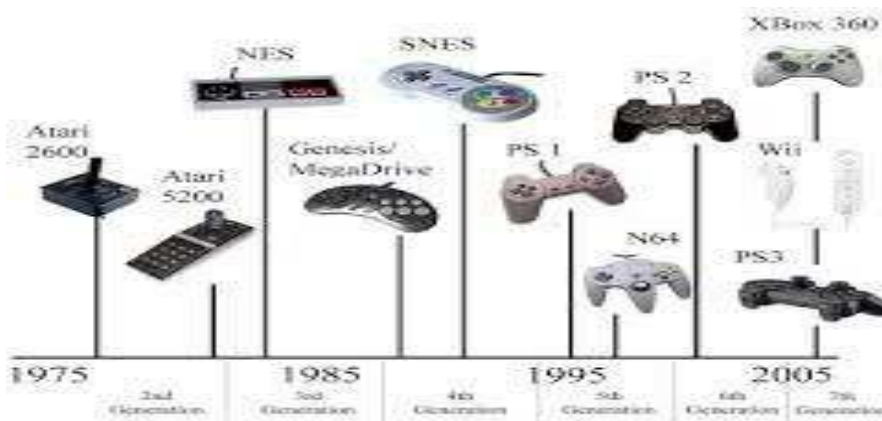 XBox 360
NES
SNES
PS 2
Atari
2600
Genesis/
MegaDrive
PS 1
Wii
Atari
5200
N64
PS3
1975
1985
1995
2005
2nd
Generation
3rd
Generation
4th
Generation
5th
Generation
6th
Generation
7th
Generation